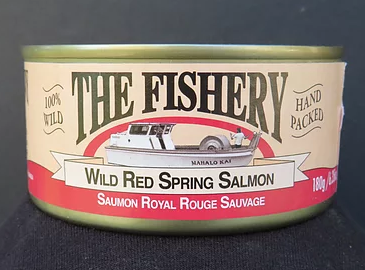 THE FISHERY
100%
WILD
HAND
PACKED
MAHALO KAI
WILD RED SPRING SALMON
SAUMON ROYAL ROUGE SAUVAGE
180g